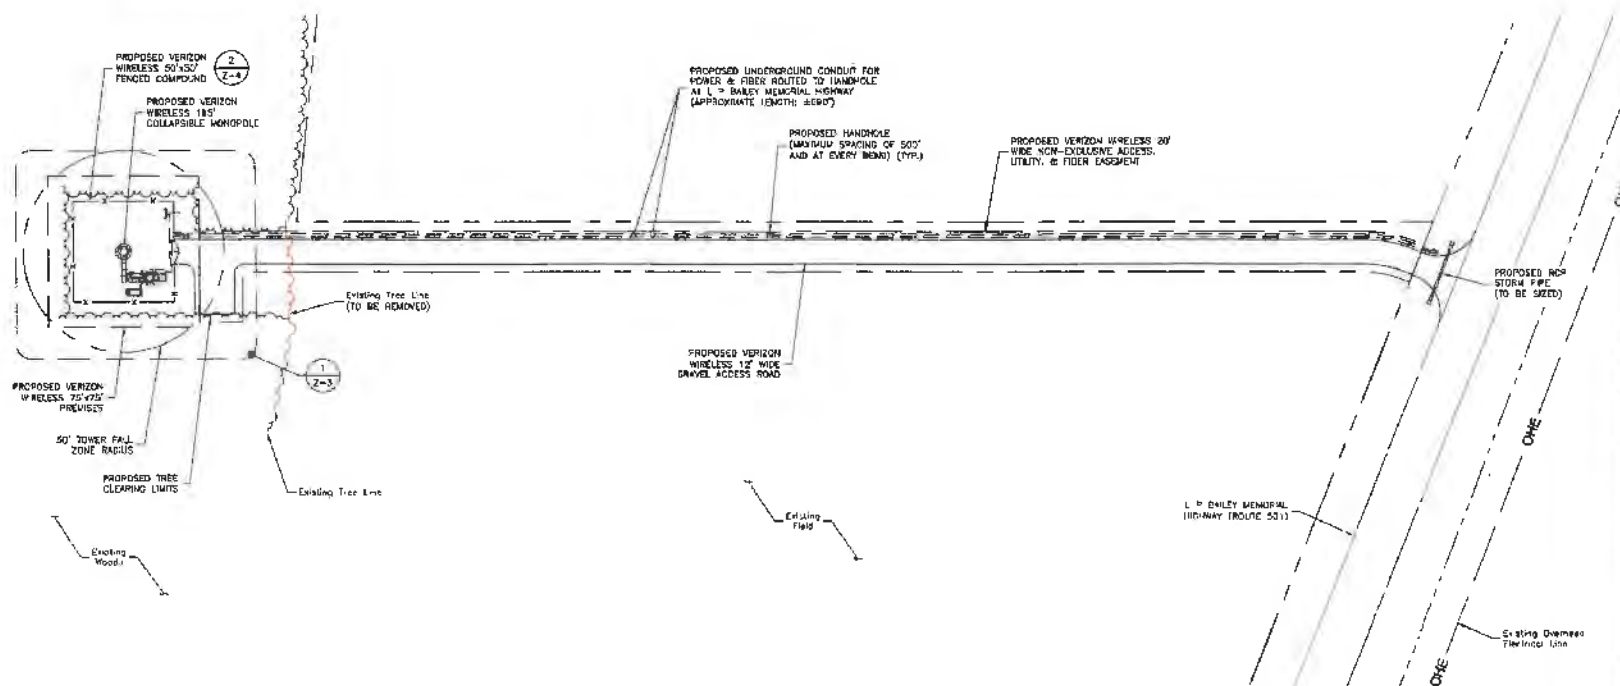 PROPOSED VERIZON
WIRELESS 50'x50'
FENCED COMPOUND
2
Z-4
PROPOSED VERIZON
WIRELESS 185'
COLLAPSIBLE MONOPOLE
PROPOSED UNDERGROUND CONDUIT FOR
POWER & FIBER ROUTED TO HANDHOLE
AT L P BAILEY MEMORIAL HIGHWAY
(APPROXIMATE LENGTH:
PROPOSED HANDHOLE
(MAXIMUM SPACING OF 500'
AND AT EVERY BEND) (TYP.)
PROPOSED VERIZON WIRELESS 20'
WIDE NON-EXCLUSIVE ACCESS,
UTILITY, & FIBER EASEMENT
OHE
PROPOSED RCP
STORM PIPE
(TO BE SIZED)
Existing Tree Line
(TO BE REMOVED)
PROPOSED VERIZON
WIRELESS 12' WIDE
GRAVEL ACCESS ROAD
1
Z-3
PROPOSED VERIZON
WIRELESS 75'x75'
PREMISES
50' TOWER FALL
ZONE RADIUS
PROPOSED TREE
CLEARING LIMITS
Existing Tree Line
Existing
Field
Existing
Woods
L P BAILEY MEMORIAL
HIGHWAY (ROUTE 501)
OHE
Existing Overhead
Electrical Line
OHE